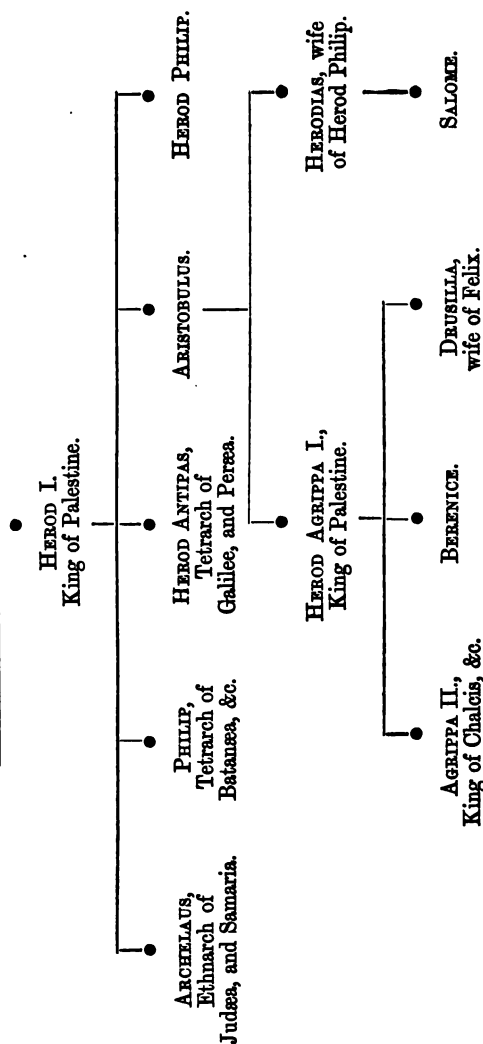 HEROD I.
King of Palestine.
ARCHELAUS,
Ethnarch of
Judæa, and Samaria.
PHILIP,
Tetrarch of
Batanæa, &c.
HEROD ANTIPAS,
Tetrarch of
Galilee, and Peræa.
ARISTOBULUS.
HEROD PHILIP.
HEROD AGRIPPA I.,
King of Palestine.
HERODIAS, wife
of Herod Philip.
AGRIPPA II.,
King of Chalcis, &c.
BERENICE.
DRUSILLA,
wife of Felix.
SALOME.